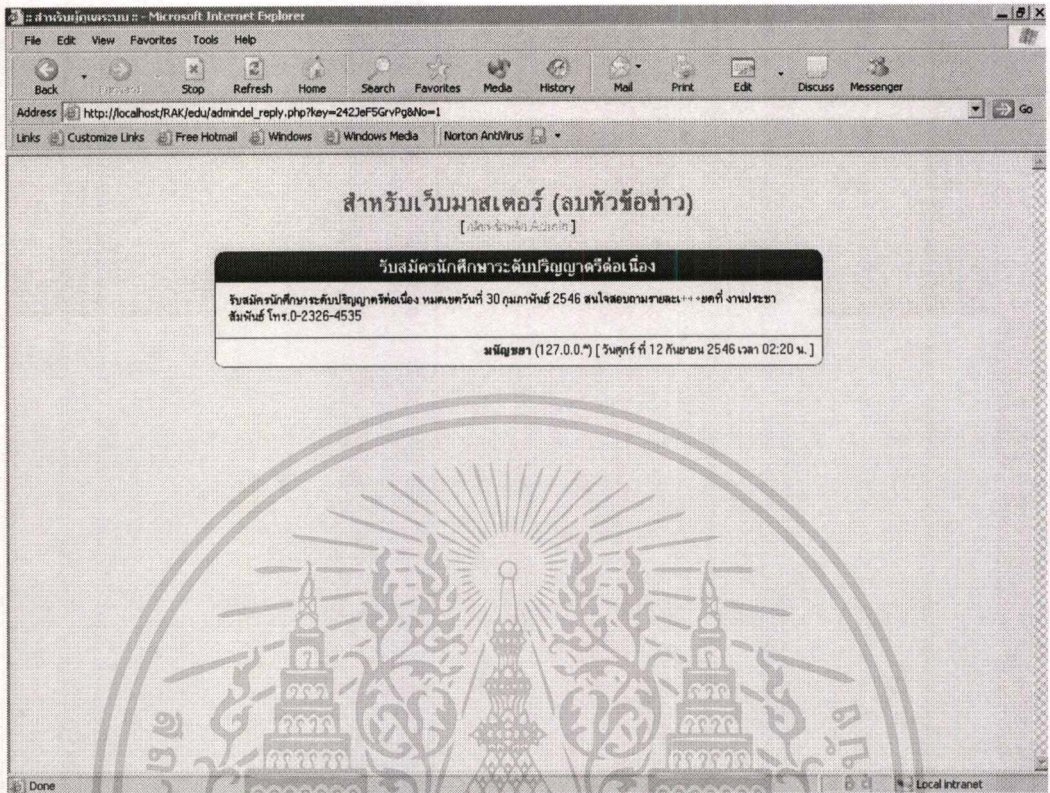 :: สำหรับผู้ดูแลระบบ :: - Microsoft Internet Explorer
File Edit View Favorites Tools Help
Back Forward Stop Refresh Home Search Favorites Media History Mail Print Edit Discuss Messenger
Address http://localhost/RAK/edu/admindel_reply.php?key=242JeF5GrvPg&No=1 Go
Links Customize Links Free Hotmail Windows Windows Media Norton AntiVirus
สำหรับเว็บมาสเตอร์ (ลบหัวข้อข่าว)
รับสมัครนักศึกษาระดับปริญญาตรีต่อเนื่อง
รับสมัครนักศึกษาระดับปริญญาตรีต่อเนื่อง หมดเขตวันที่ 30 กุมภาพันธ์ 2546 สนใจสอบถามรายละเ+++ยดที่ งานประชา
สัมพันธ์ โทร.0-2326-4535
มนัญชยา (127.0.0.*) [ วันศุกร์ ที่ 12 กันยายน 2546 เวลา 02:20 น. ]
Done Local intranet